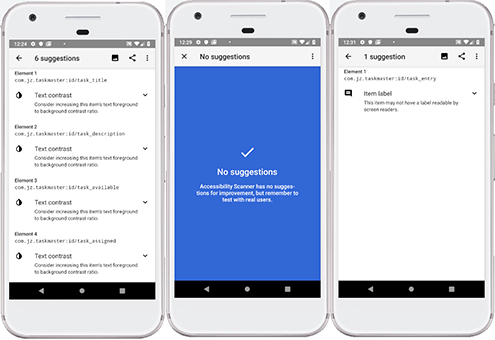 12:24
6 suggestions
Element 1
com.jz.taskmaster:id/task_title
Text contrast
Consider increasing this item's text foreground
to background contrast ratio.
Element 2
com.jz.taskmaster:id/task_description
Text contrast
Consider increasing this item's text foreground
to background contrast ratio.
Element 3
com.jz.taskmaster:id/task_available
Text contrast
Consider increasing this item's text foreground
to background contrast ratio.
Element 4
com.jz.taskmaster:id/task_assigned
Text contrast
Consider increasing this item's text foreground
to background contrast ratio.
12:29
No suggestions
No suggestions
Accessibility Scanner has no sugges-
tions for improvement, but remember to
test with real users.
12:31
1 suggestion
Element 1
com.jz.taskmaster:id/task_entry
Item label
This item may not have a label readable by
screen readers.